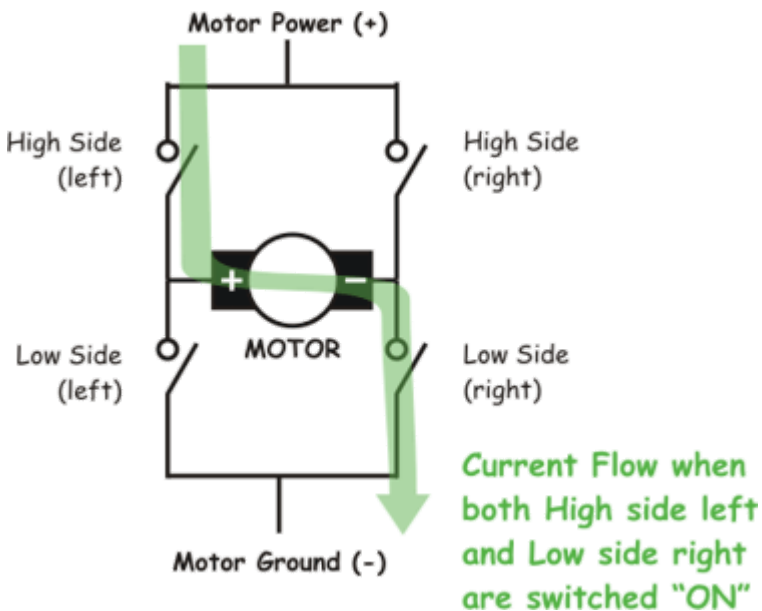 Motor Power (+)
High Side
(left)
High Side
(right)
+
−
MOTOR
Low Side
(left)
Low Side
(right)
Current Flow when
both High side left
and Low side right
are switched “ON”
Motor Ground (-)